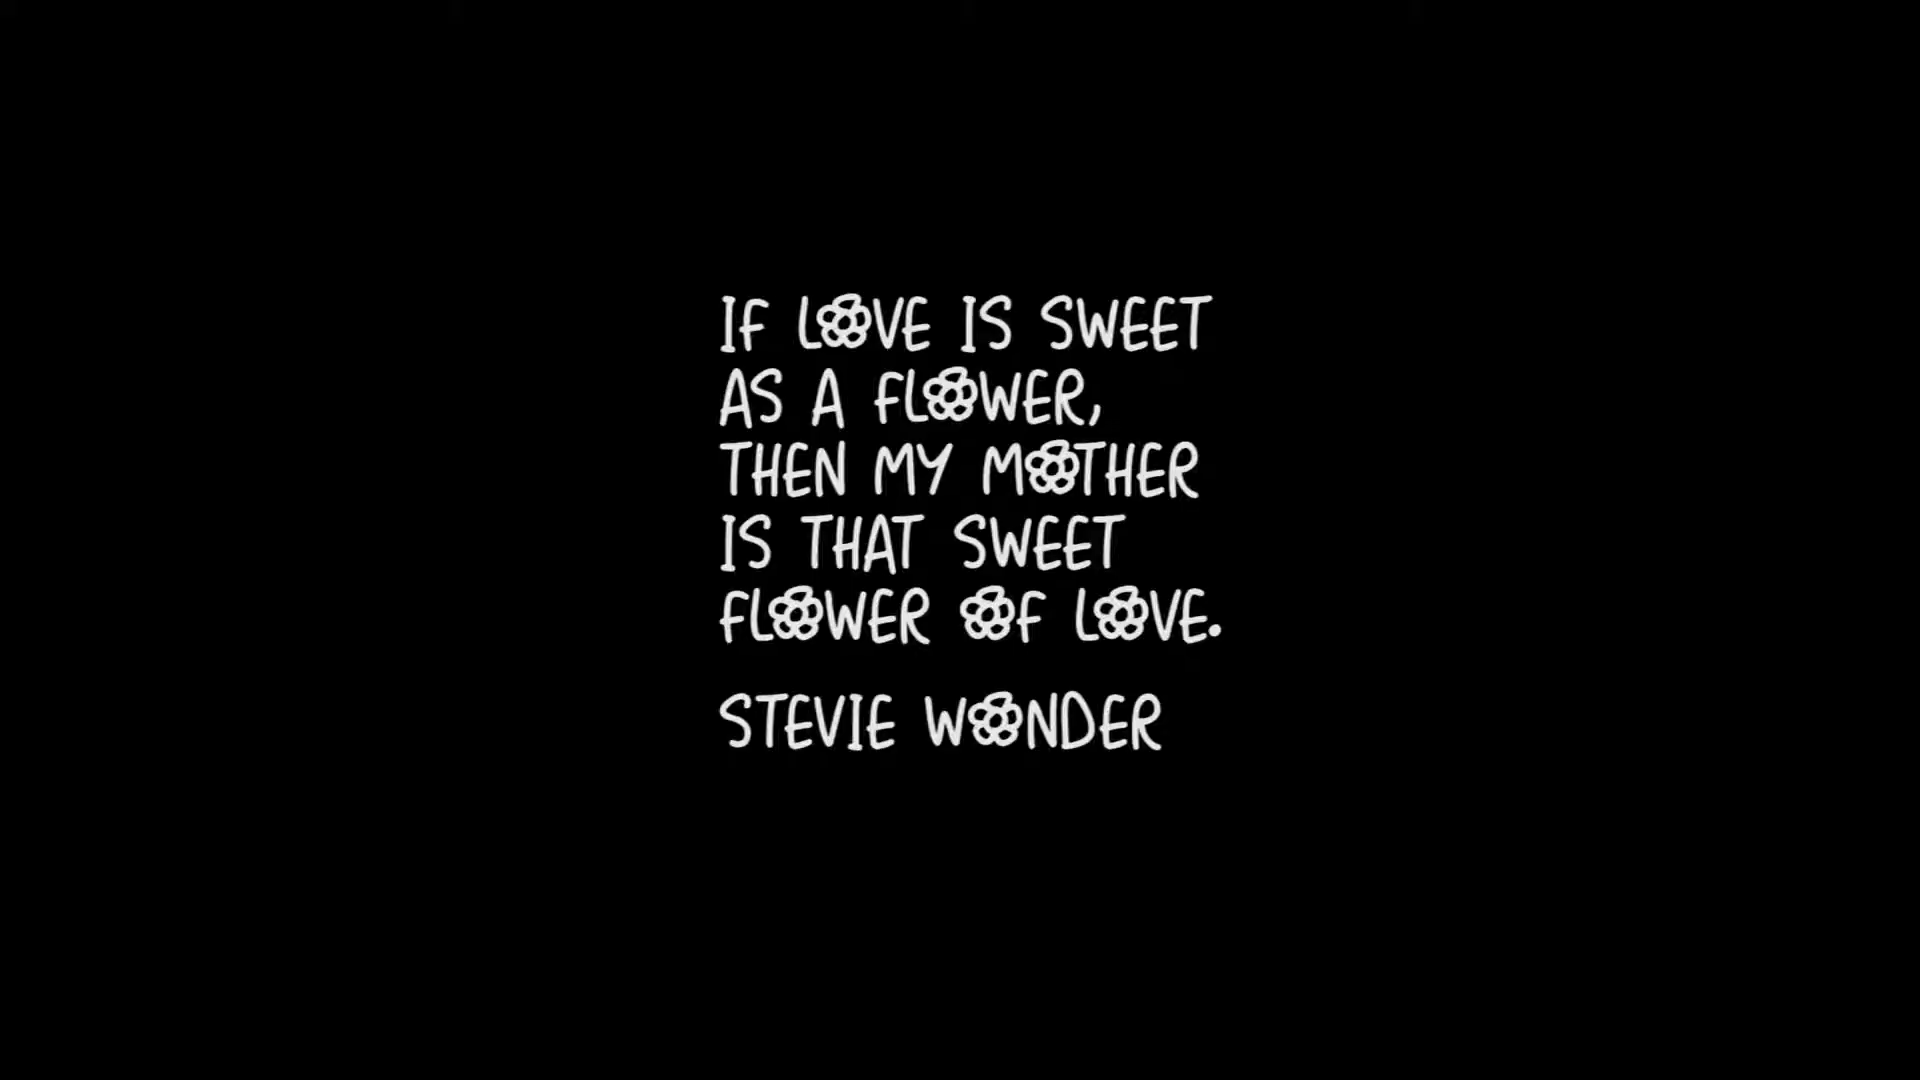 IF LOVE IS SWEET
AS A FLOWER,
THEN MY MOTHER
IS THAT SWEET
FLOWER OF LOVE.
STEVIE WONDER